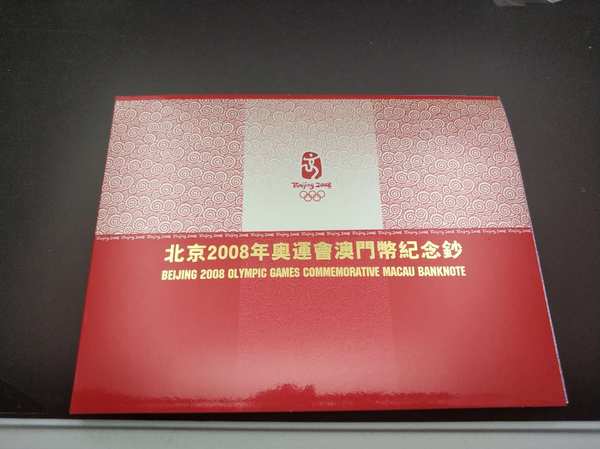 Beijing 2008
北京2008年奥運會澳門幣紀念鈔
BEIJING 2008 OLYMPIC GAMES COMMEMORATIVE MACAU BANKNOTE